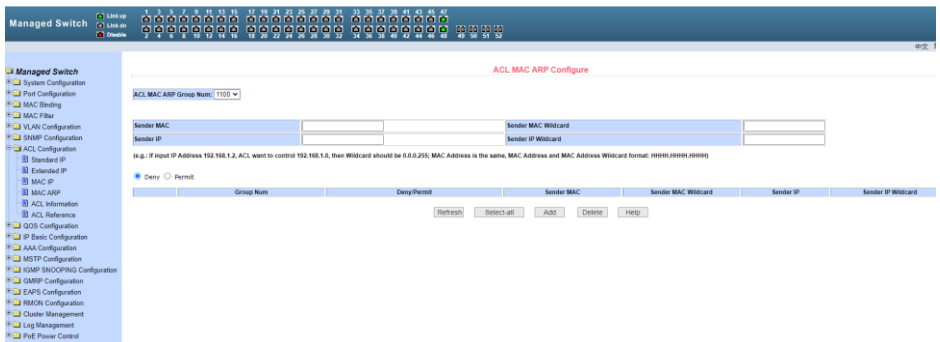 Managed Switch
Link up
Link dn
Disable
1 3 5 7 9 11 13 15 17 19 21 23 25 27 29 31 33 35 37 39 41 43 45 47
2 4 6 8 10 12 14 16 18 20 22 24 26 28 30 32 34 36 38 40 42 44 46 48 49 50 51 52
中文
Managed Switch
System Configuration
Port Configuration
MAC Binding
MAC Filter
VLAN Configuration
SNMP Configuration
ACL Configuration
Standard IP
Extended IP
MAC IP
MAC ARP
ACL Information
ACL Reference
QOS Configuration
IP Basic Configuration
AAA Configuration
MSTP Configuration
IGMP SNOOPING Configuration
GMRP Configuration
EAPS Configuration
RMON Configuration
Cluster Management
Log Management
PoE Power Control
ACL MAC ARP Configure
ACL MAC ARP Group Num: 1100
Sender MAC Sender MAC Wildcard
Sender IP Sender IP Wildcard
(e.g.: If input IP Address 192.168.1.2, ACL want to control 192.168.1.0, then Wildcard should be 0.0.0.255; MAC Address is the same, MAC Address and MAC Address Wildcard format: HHHH.HHHH.HHHH)
Deny Permit
Group Num Deny/Permit Sender MAC Sender MAC Wildcard Sender IP Sender IP Wildcard
Refresh Select-all Add Delete Help